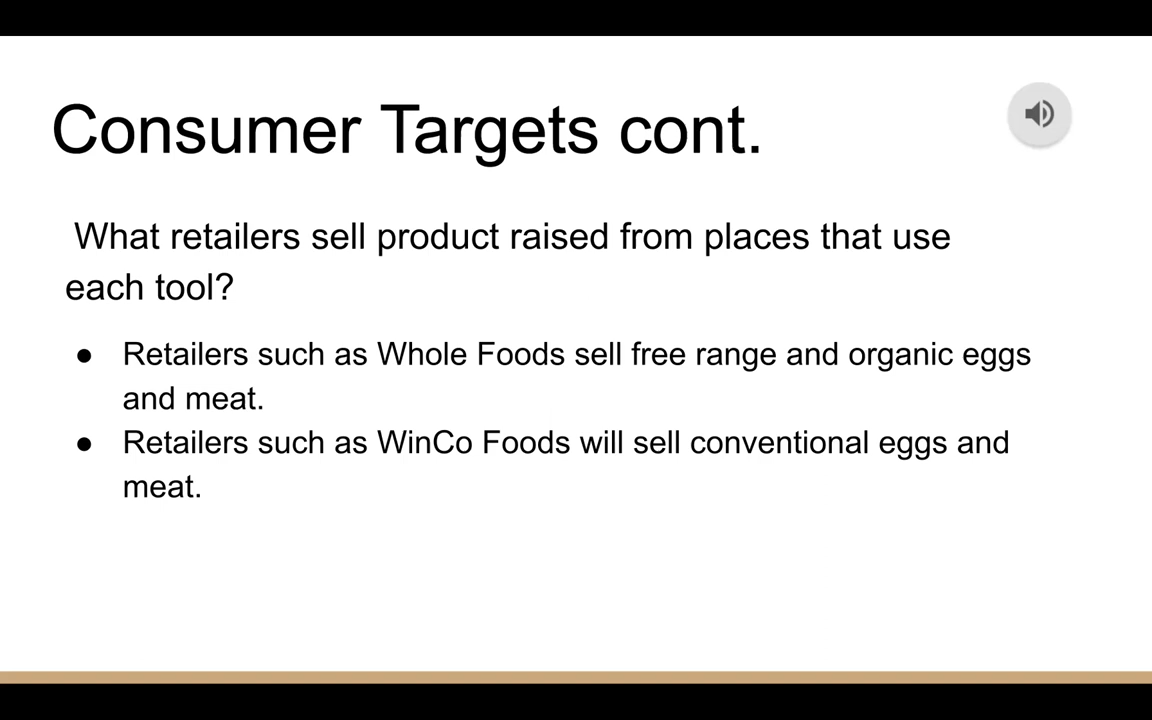 Consumer Targets cont.
What retailers sell product raised from places that use
each tool?
● Retailers such as Whole Foods sell free range and organic eggs
and meat.
● Retailers such as WinCo Foods will sell conventional eggs and
meat.